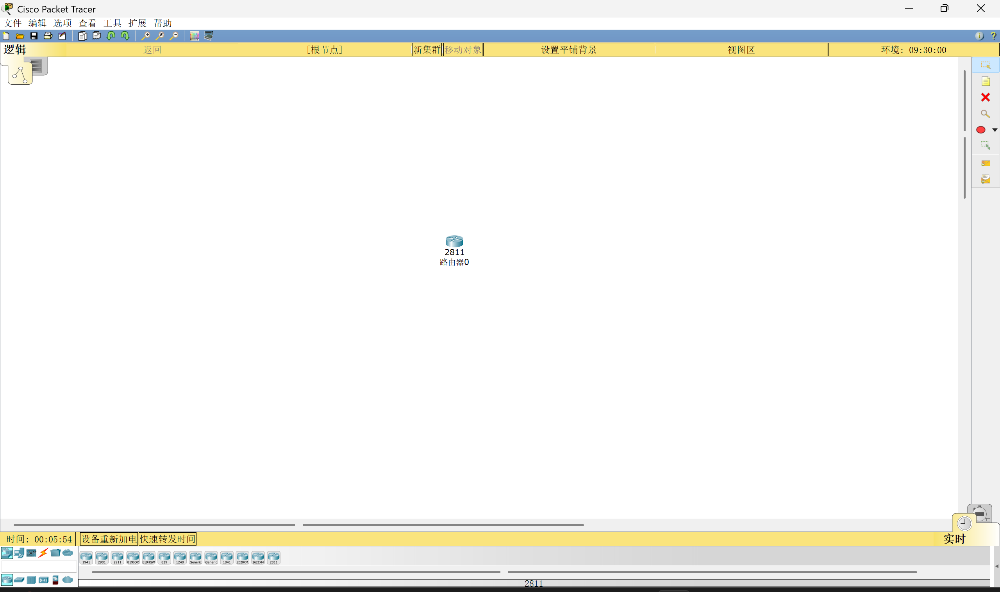 Cisco Packet Tracer
文件 编辑 选项 查看 工具 扩展 帮助
逻辑 返回 [根节点] 新集群 移动对象 设置平铺背景 视图区 环境: 09:30:00
2811
路由器0
时间: 00:05:54 设备重新加电 快速转发时间 实时
1941 2901 2911 819IOX 819HGW 829 1240 Generic Generic 1841 2620XM 2621XM 2811
2811